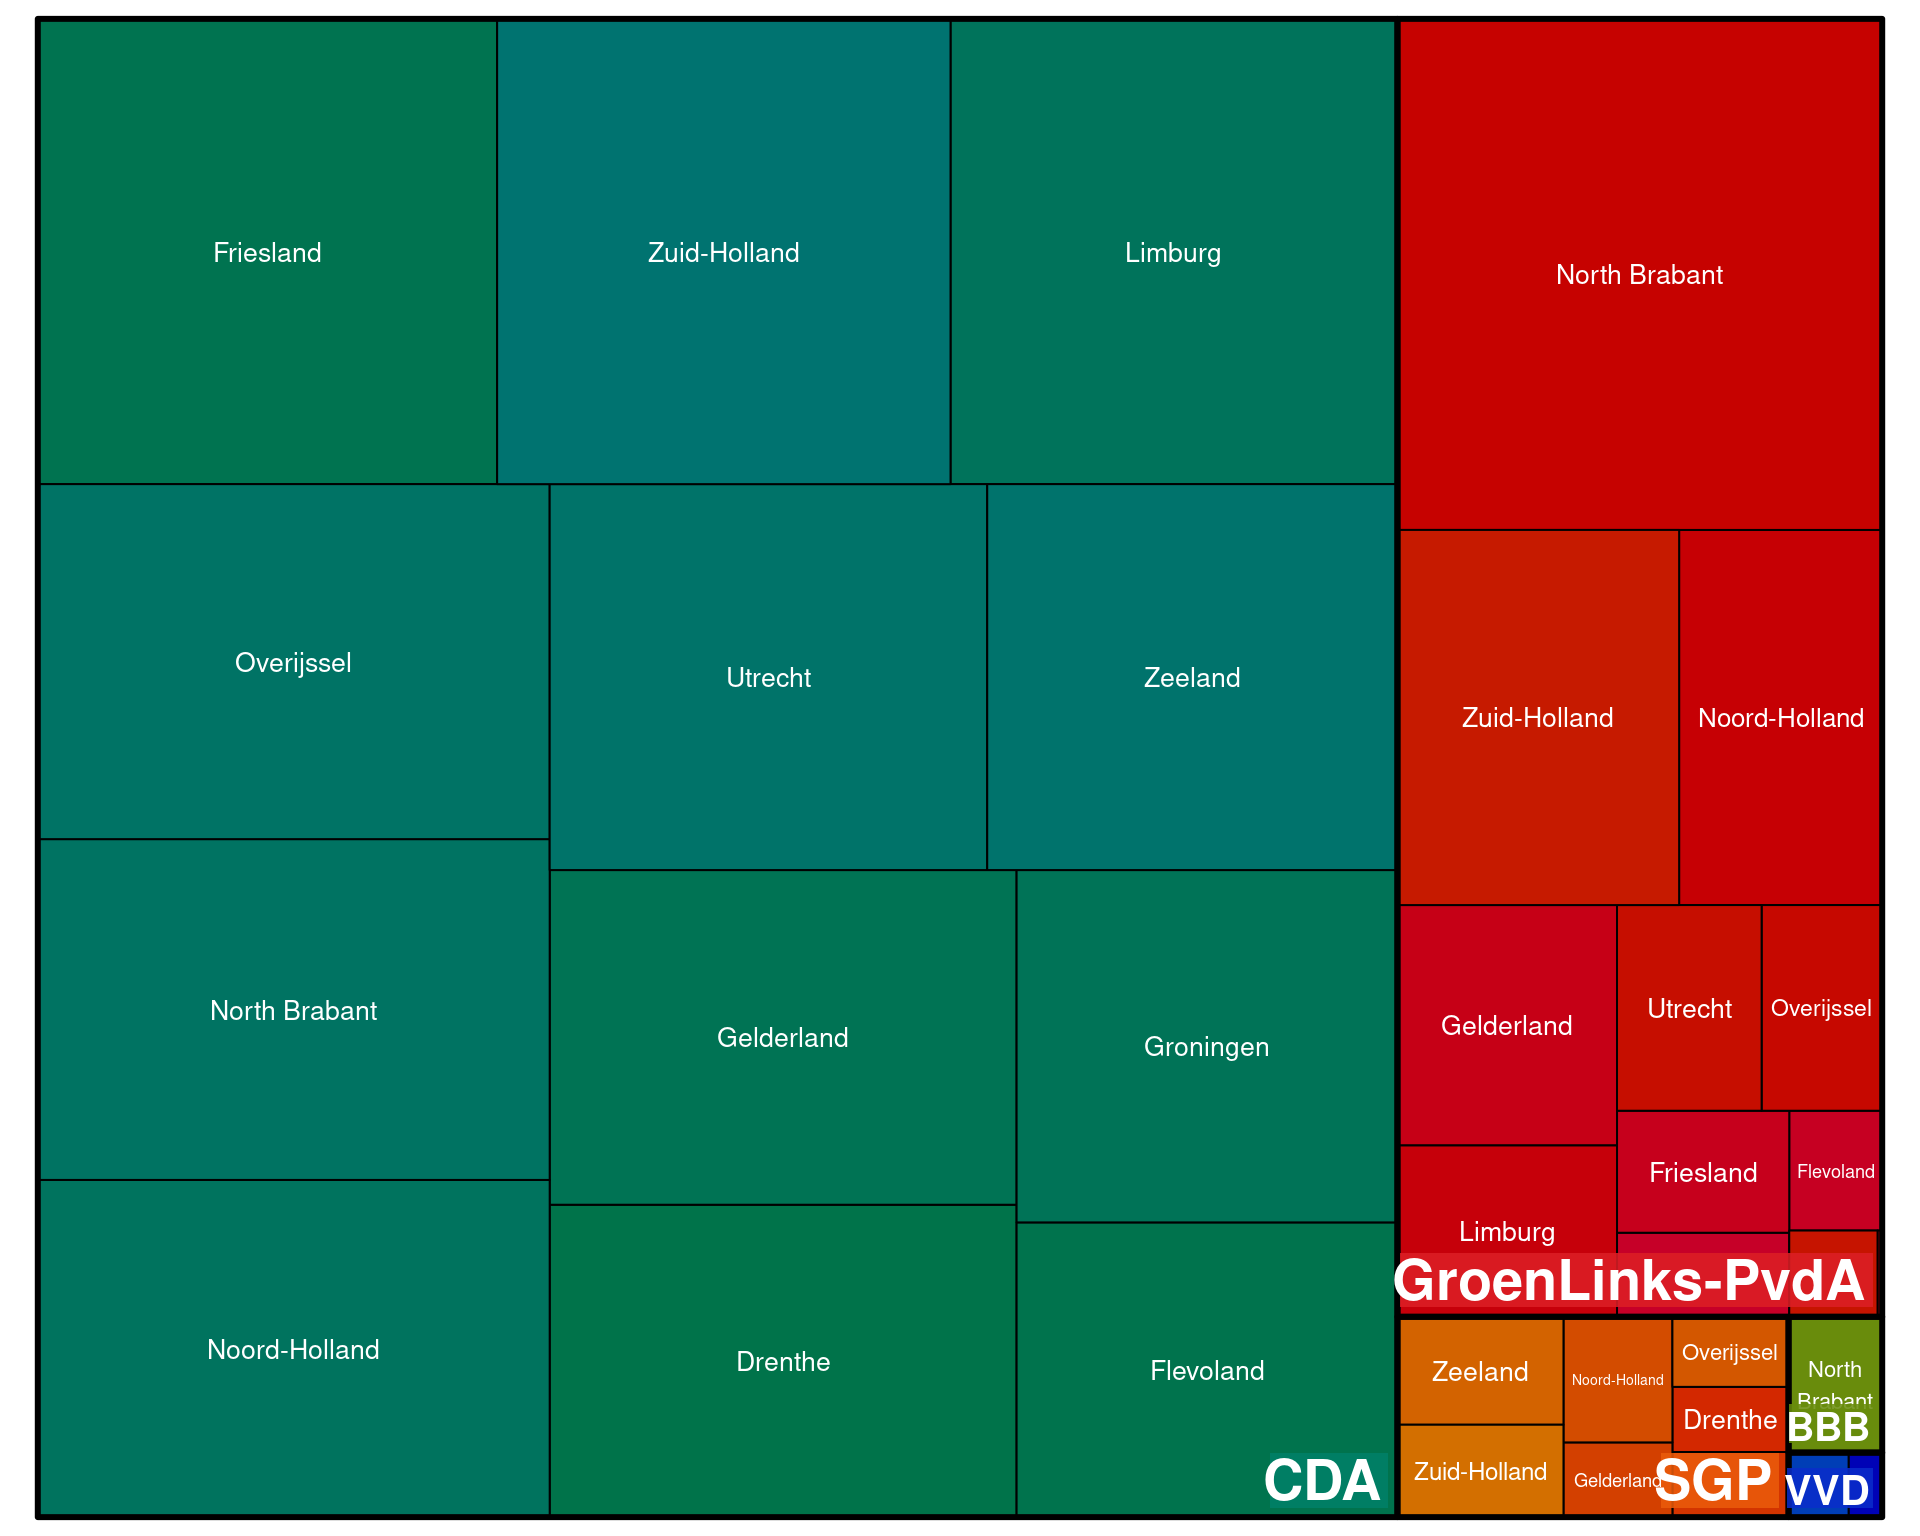 Friesland
Zuid-Holland
Limburg
Overijssel
Utrecht
Zeeland
North Brabant
Gelderland
Groningen
Noord-Holland
Drenthe
Flevoland
CDA
North Brabant
Zuid-Holland
Noord-Holland
Gelderland
Utrecht
Overijssel
Limburg
Friesland
Flevoland
GroenLinks-PvdA
Zeeland
Noord-Holland
Overijssel
Drenthe
Zuid-Holland
Gelderland
SGP
North
Brabant
BBB
VVD